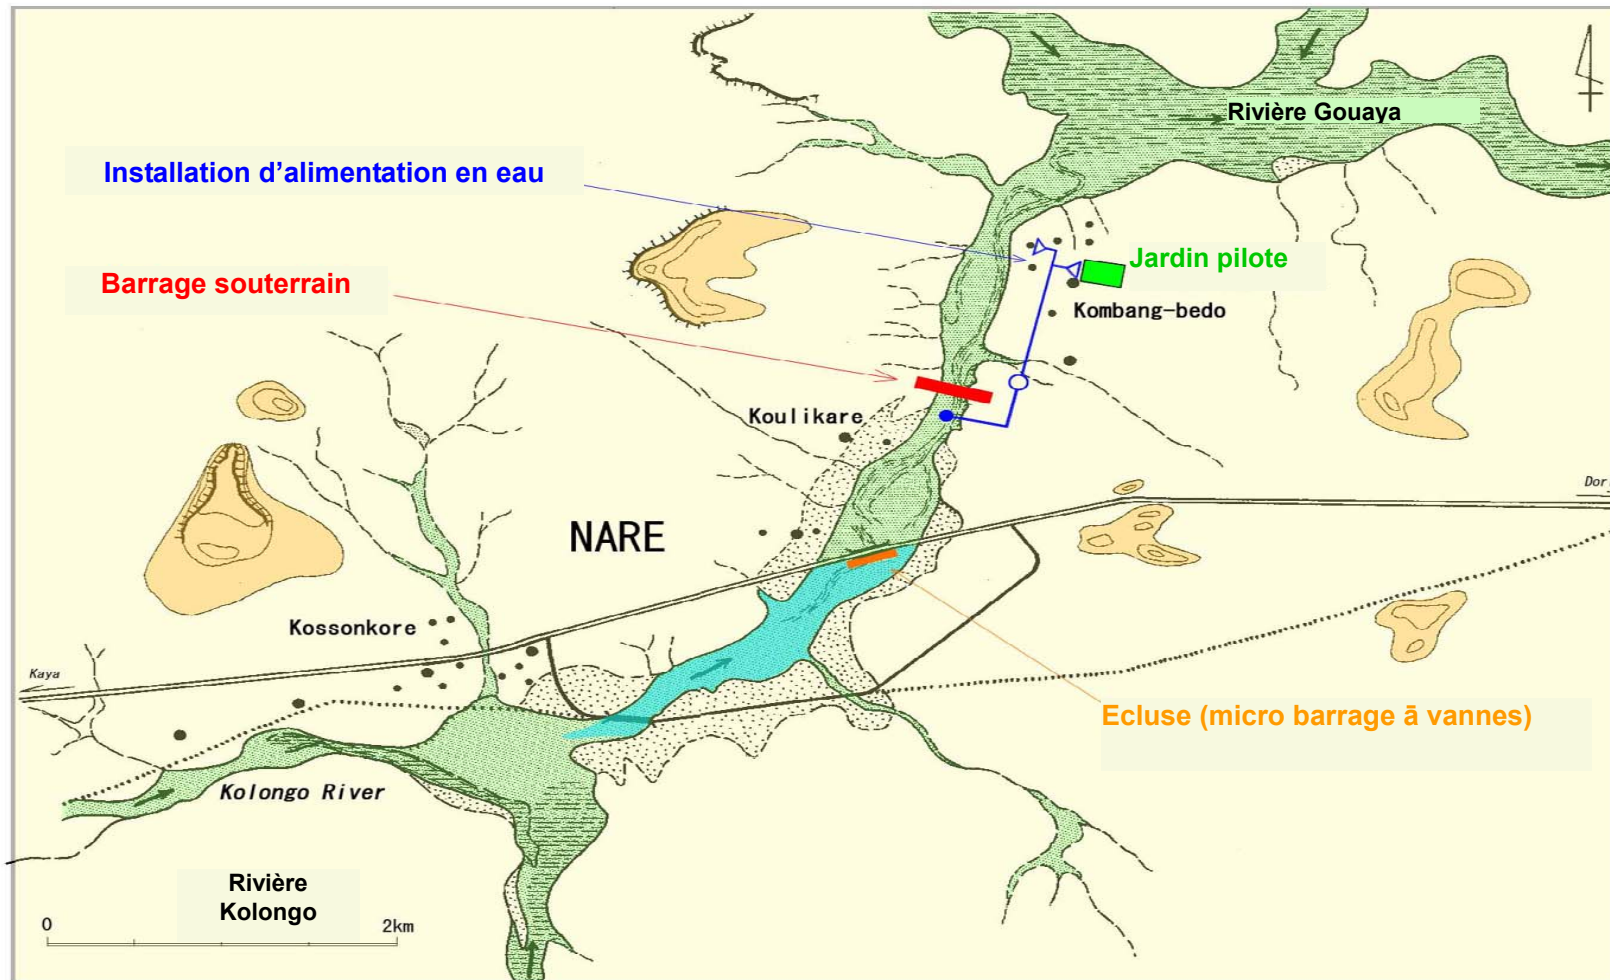 Rivière Gouaya
Installation d’alimentation en eau
Jardin pilote
Barrage souterrain
Kombang-bedo
Koulikare
Dori
NARE
Kossonkore
Kaya
Ecluse (micro barrage ā vannes)
Kolongo River
Rivière
Kolongo
0 2km